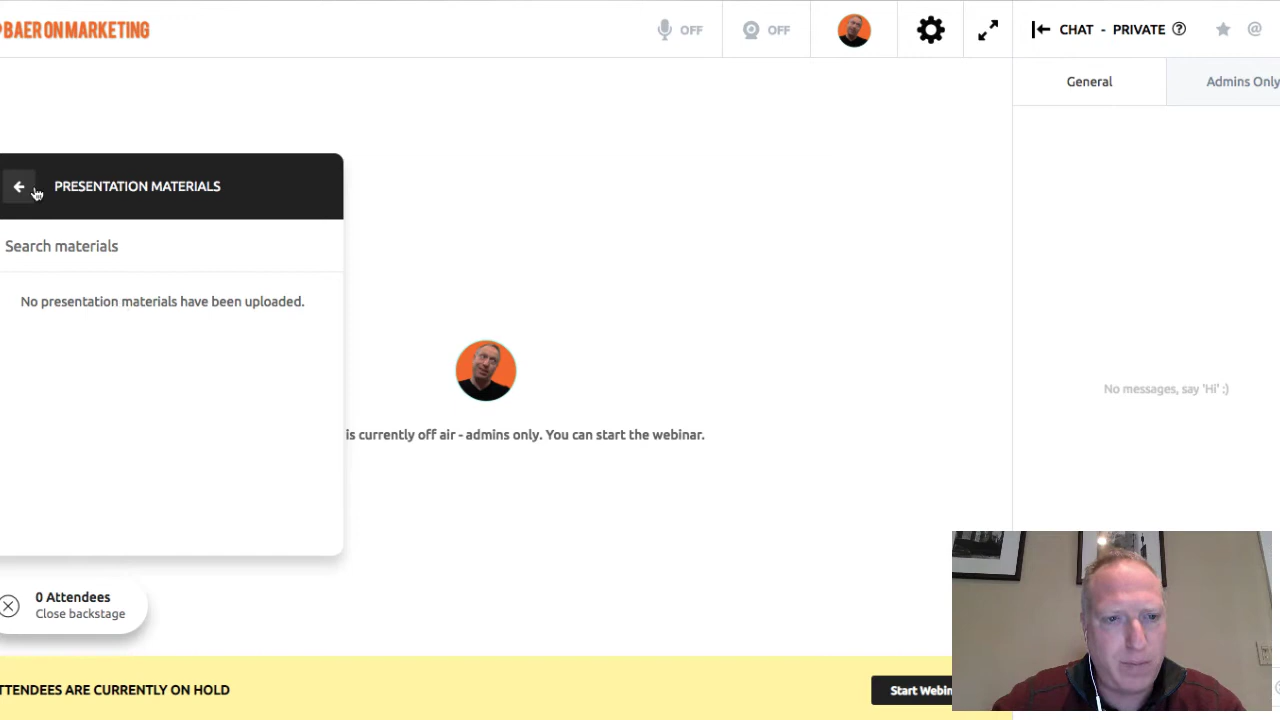 BAER ON MARKETING
OFF
OFF
CHAT - PRIVATE ?
@
General
Admins Only
PRESENTATION MATERIALS
Search materials
No presentation materials have been uploaded.
No messages, say 'Hi' :)
is currently off air - admins only. You can start the webinar.
0 Attendees
Close backstage
TTENDEES ARE CURRENTLY ON HOLD
Start Webin